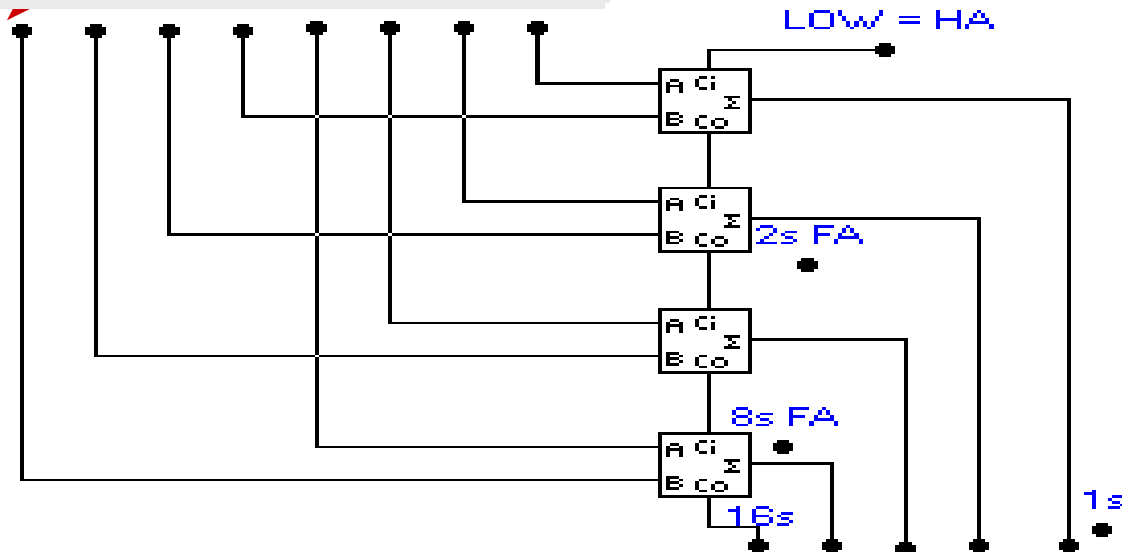 LOW = HA
A Ci
Σ
B Co
A Ci
Σ
B Co
2s FA
A Ci
Σ
B Co
8s FA
A Ci
Σ
B Co
16s
1s